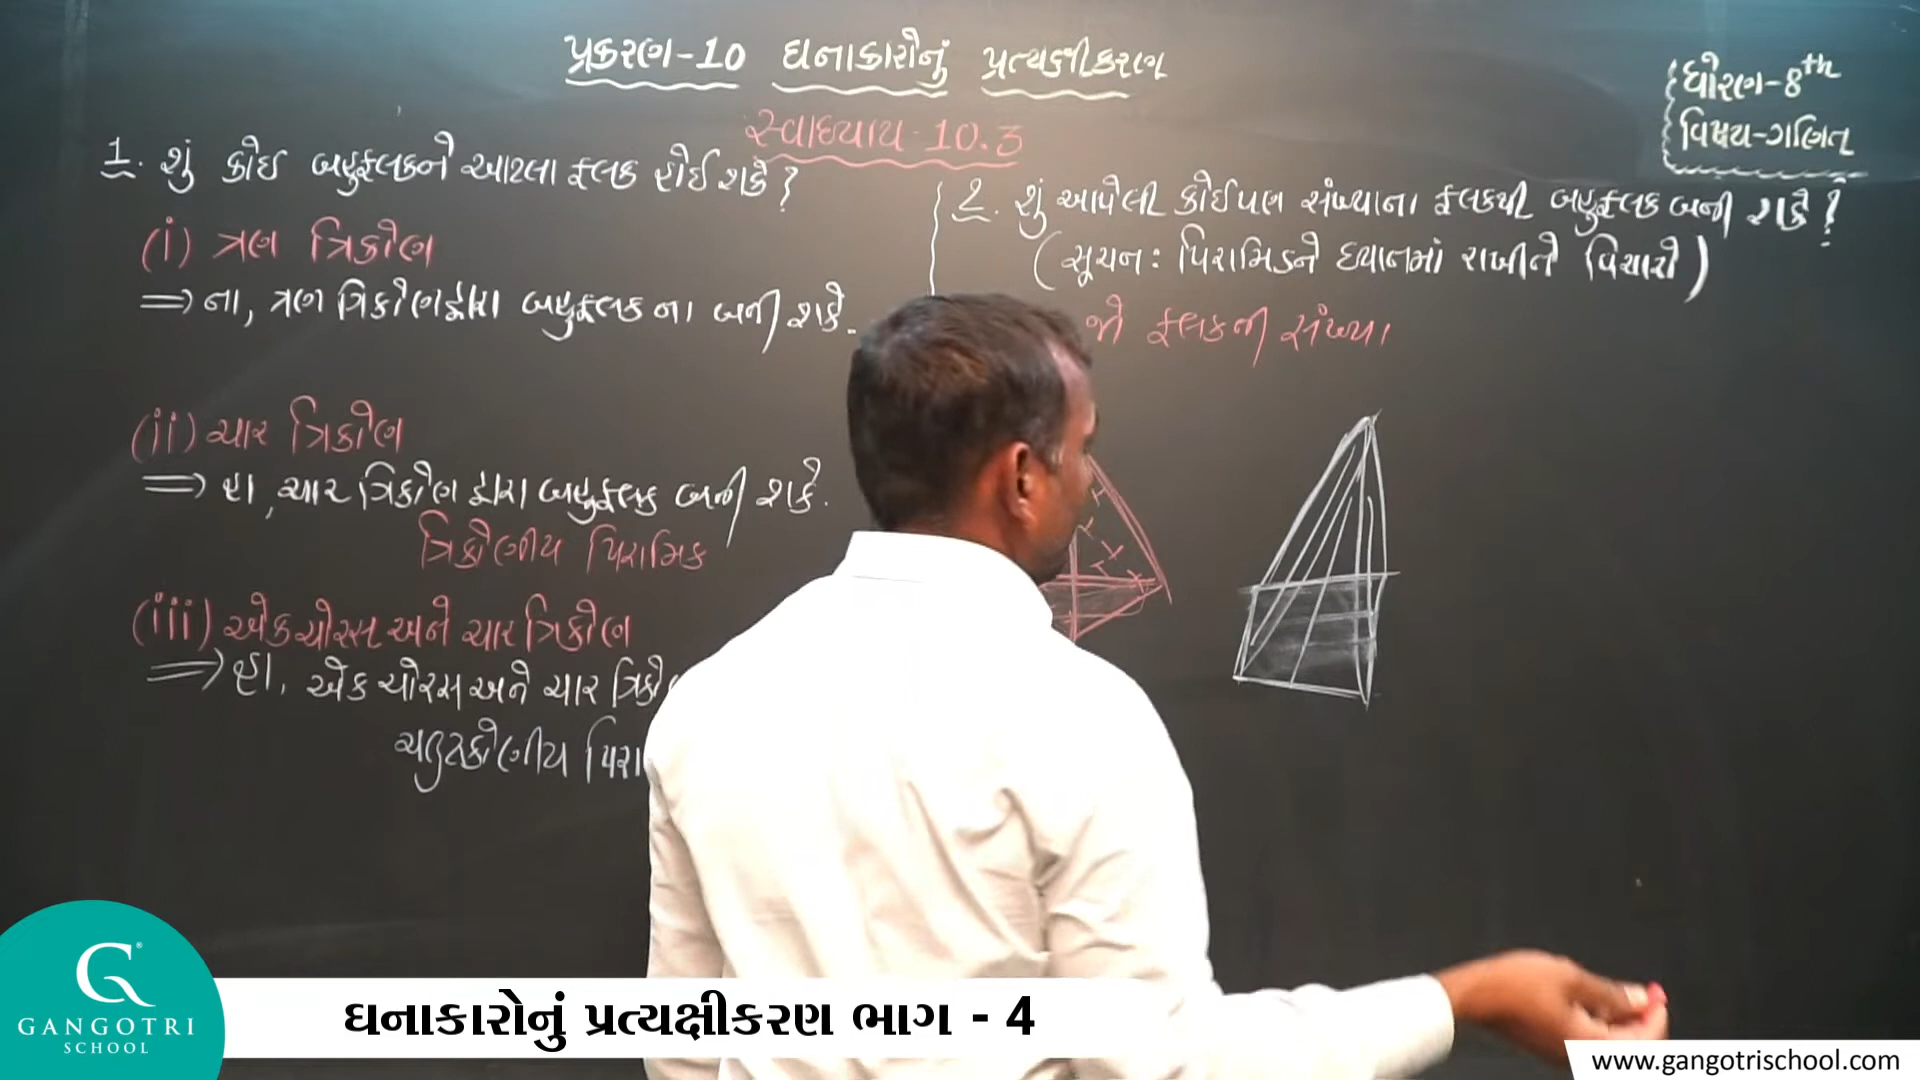 પ્રકરણ-10 ઘનાકારોનું પ્રત્યક્ષીકરણ
ધોરણ-8th
વિષય-ગણિત
સ્વાધ્યાય-10.3
1. શું કોઈ બહુફલકને આટલા ફલક હોઈ શકે?
(i) ત્રણ ત્રિકોણ
⇒ ના, ત્રણ ત્રિકોણ દ્વારા બહુફલક ના બની શકે.
(ii) ચાર ત્રિકોણ
⇒ હા, ચાર ત્રિકોણ દ્વારા બહુફલક બની શકે.
ત્રિકોણીય પિરામિક
(iii) એક ચોરસ અને ચાર ત્રિકોણ
⇒ હા, એક ચોરસ અને ચાર
ચતુષ્કોણીય
2. શું આપેલી કોઈપણ સંખ્યાના ફલકથી બહુફલક બની શકે?
(સૂચન: પિરામિડને ધ્યાનમાં રાખીને વિચારો)
જો ફલકની સંખ્યા
GANGOTRI
SCHOOL
ઘનાકારોનું પ્રત્યક્ષીકરણ ભાગ - 4
www.gangotrischool.com